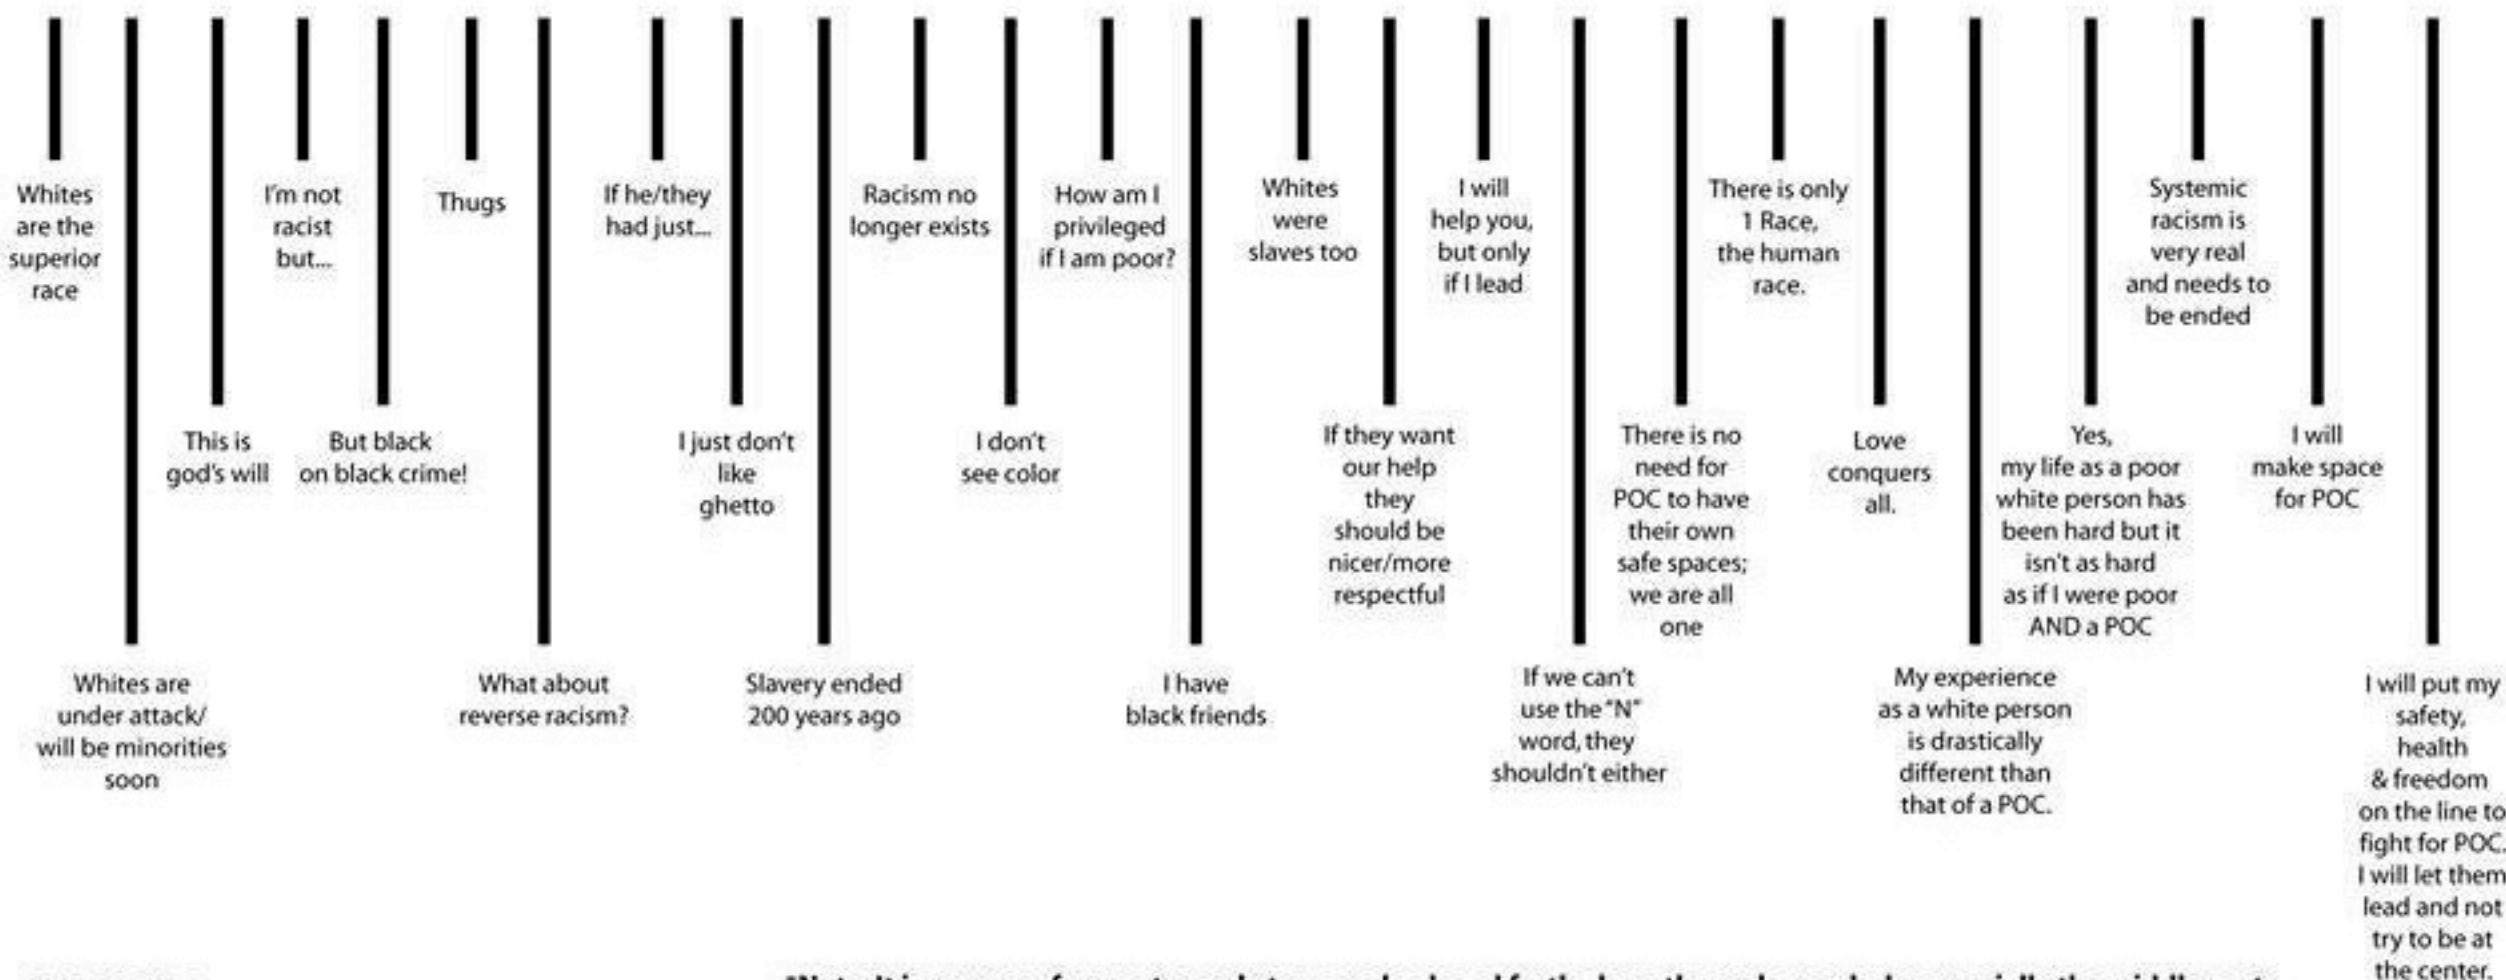 Whites
are the
superior
race
Whites are
under attack/
will be minorities
soon
This is
god's will
I'm not
racist
but...
But black
on black crime!
Thugs
What about
reverse racism?
If he/they
had just...
I just don't
like
ghetto
Slavery ended
200 years ago
Racism no
longer exists
I don't
see color
How am I
privileged
if I am poor?
I have
black friends
Whites
were
slaves too
If they want
our help
they
should be
nicer/more
respectful
I will
help you,
but only
if I lead
If we can't
use the "N"
word, they
shouldn't either
There is no
need for
POC to have
their own
safe spaces;
we are all
one
There is only
1 Race,
the human
race.
Love
conquers
all.
My experience
as a white person
is drastically
different than
that of a POC.
Yes,
my life as a poor
white person has
been hard but it
isn't as hard
as if I were poor
AND a POC
Systemic
racism is
very real
and needs to
be ended
I will
make space
for POC
I will put my
safety,
health
& freedom
on the line to
fight for POC.
I will let them
lead and not
try to be at
the center.